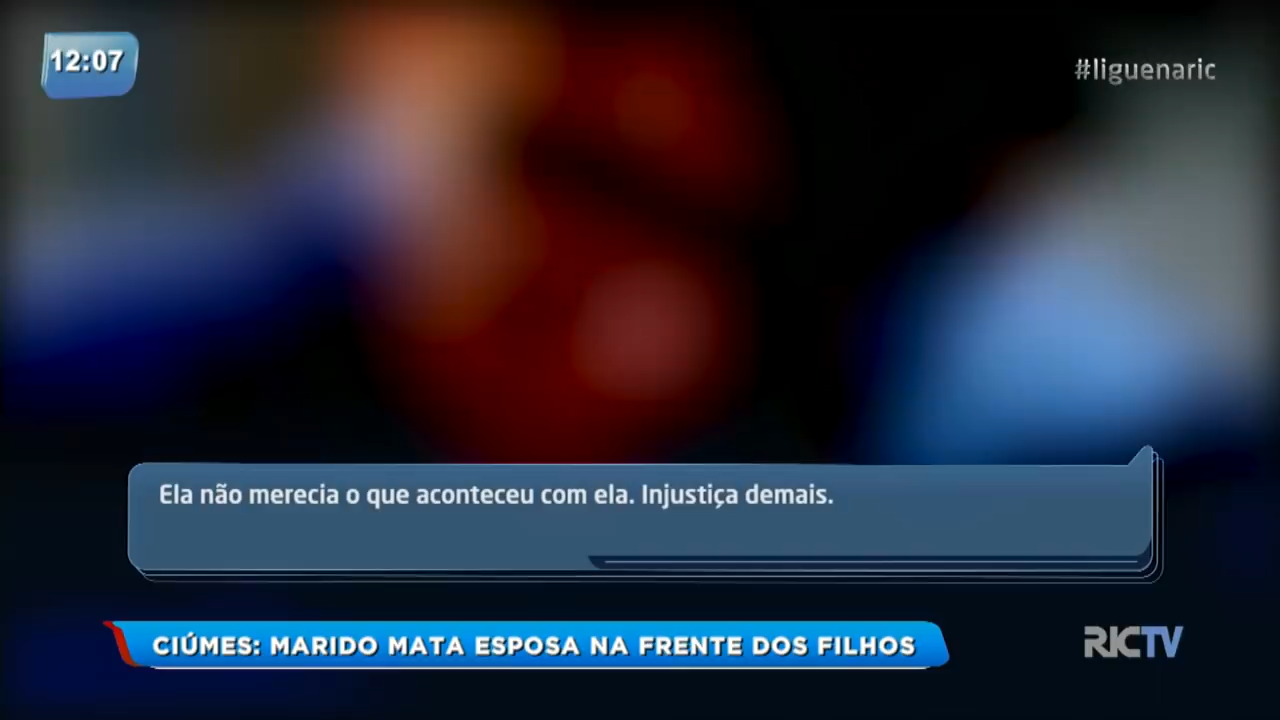 12:07
#liguenaric
Ela não merecia o que aconteceu com ela. Injustiça demais.
CIÚMES: MARIDO MATA ESPOSA NA FRENTE DOS FILHOS
RICTV